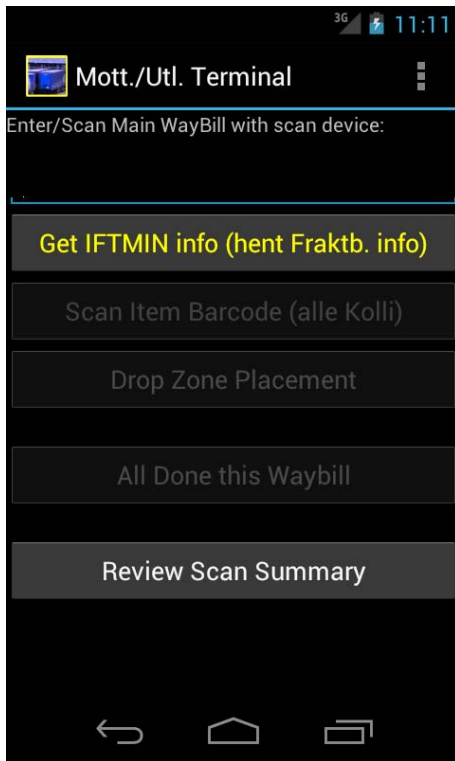 3G 11:11
Mott./Utl. Terminal
Enter/Scan Main WayBill with scan device:
Get IFTMIN info (hent Fraktb. info)
Scan Item Barcode (alle Kolli)
Drop Zone Placement
All Done this Waybill
Review Scan Summary